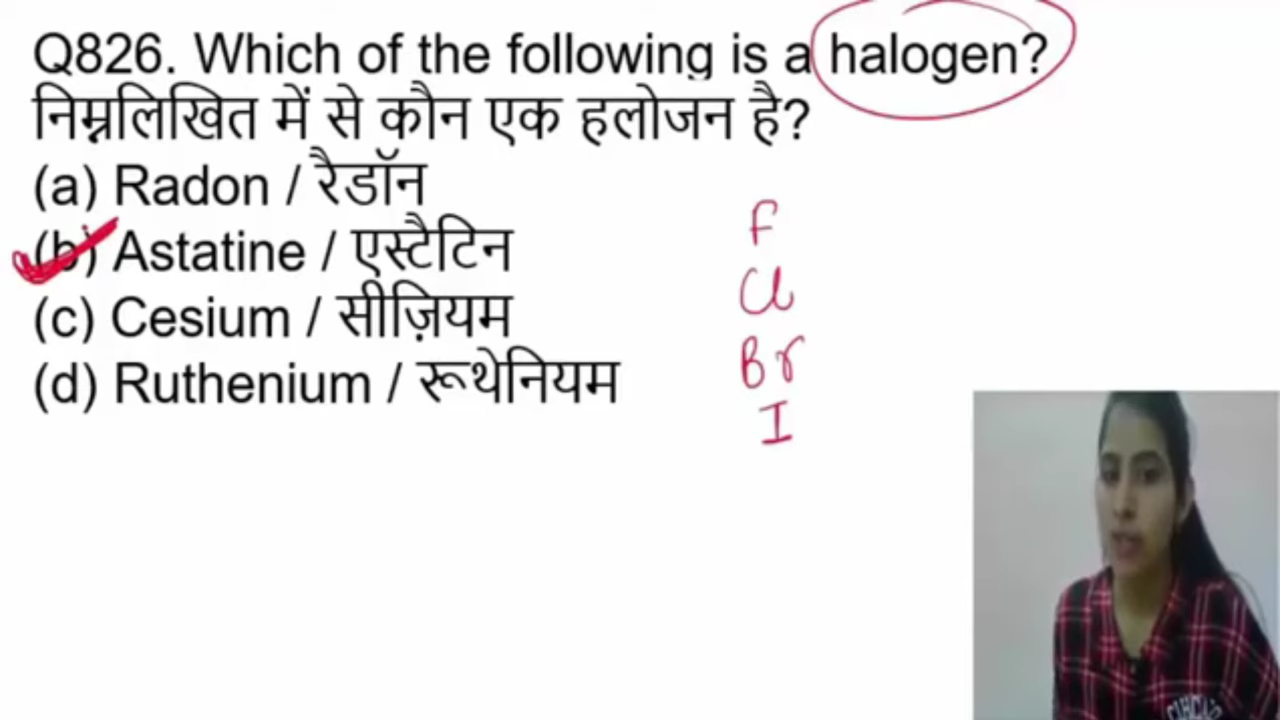 Q826. Which of the following is a halogen?
निम्नलिखित में से कौन एक हलोजन है?
(a) Radon / रैडॉन
(b) Astatine / एस्टैटिन
(c) Cesium / सीज़ियम
(d) Ruthenium / रूथेनियम
F
Cl
Br
I